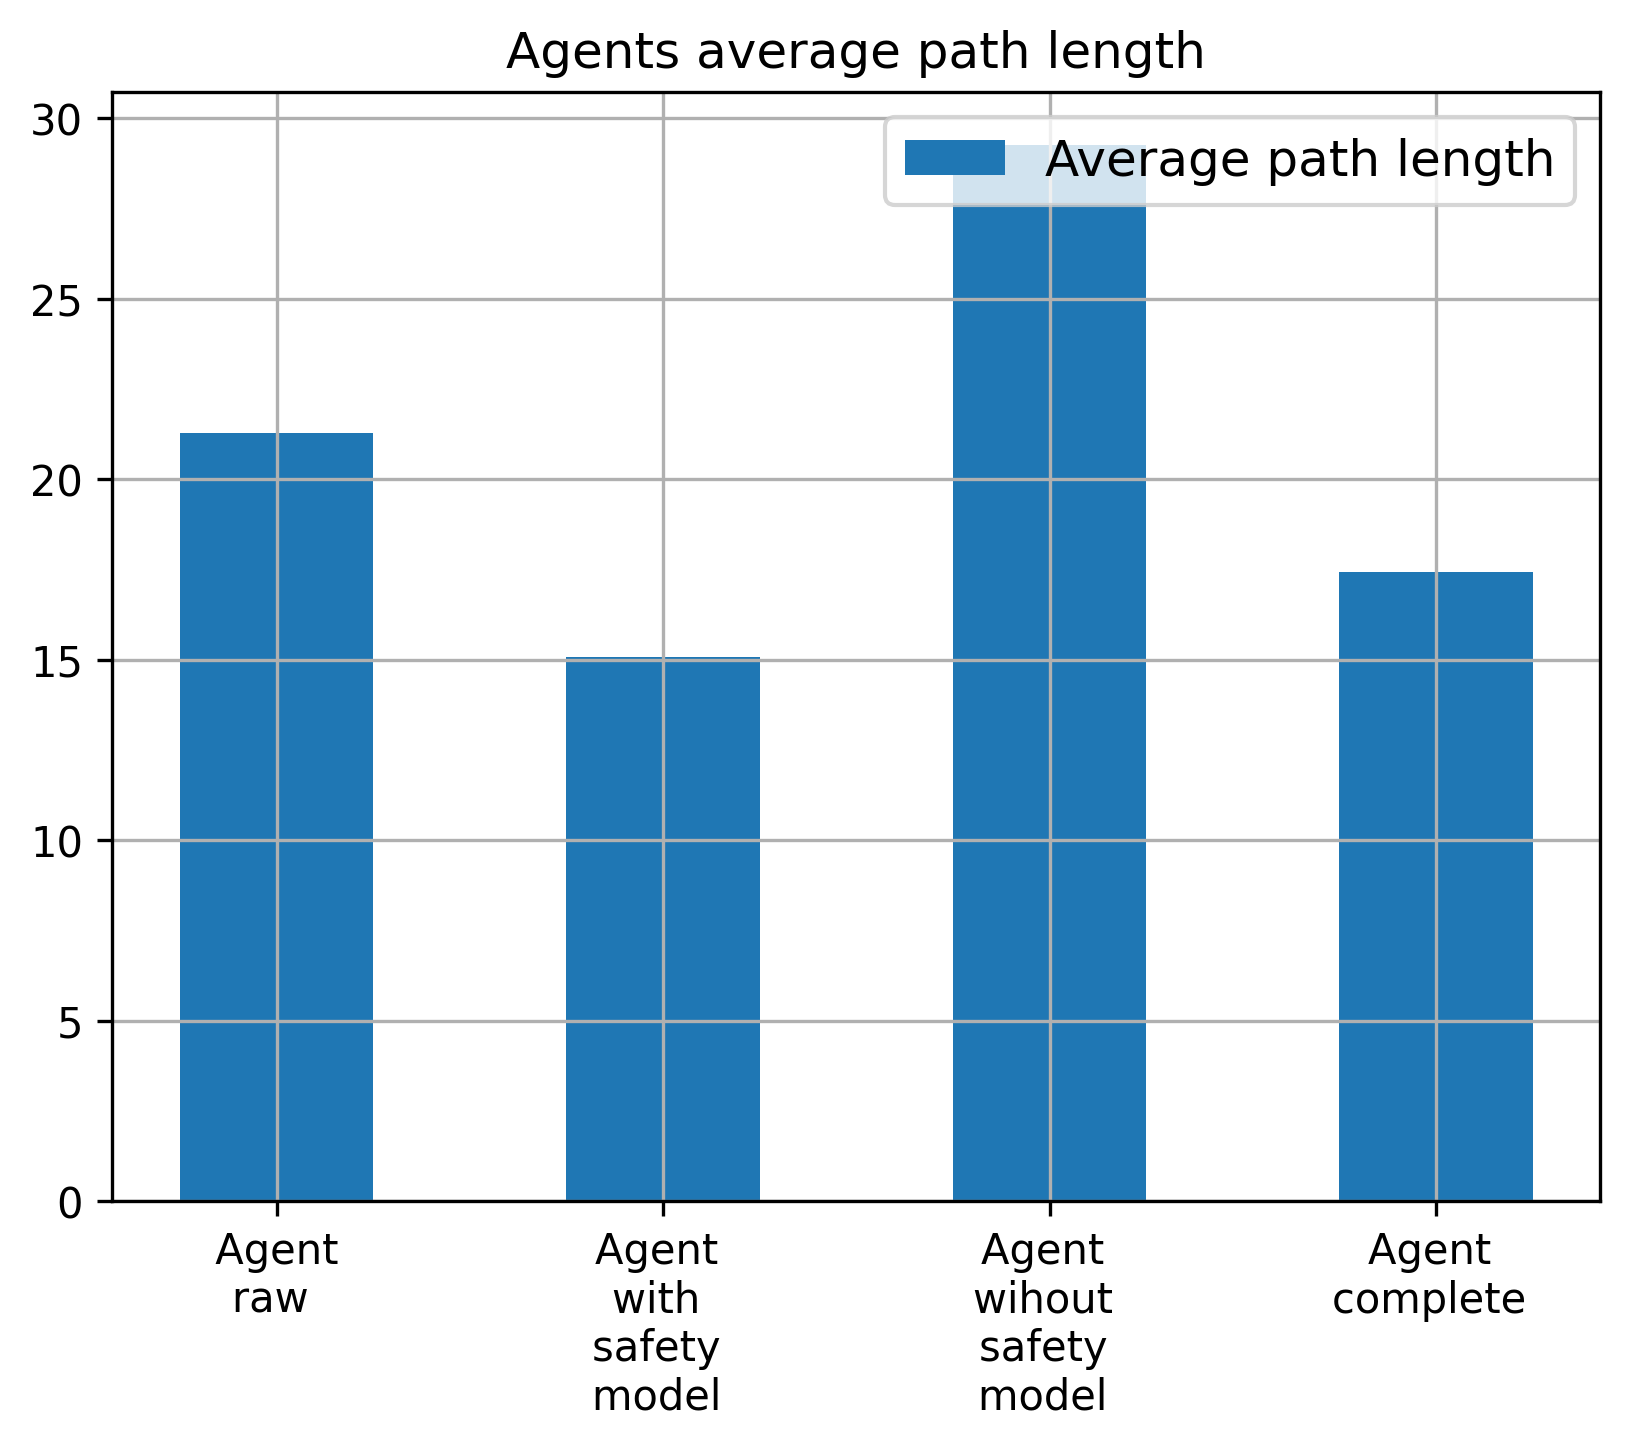 Agents average path length
Average path length
30
25
20
15
10
5
0
Agent
raw
Agent
with
safety
model
Agent
wihout
safety
model
Agent
complete